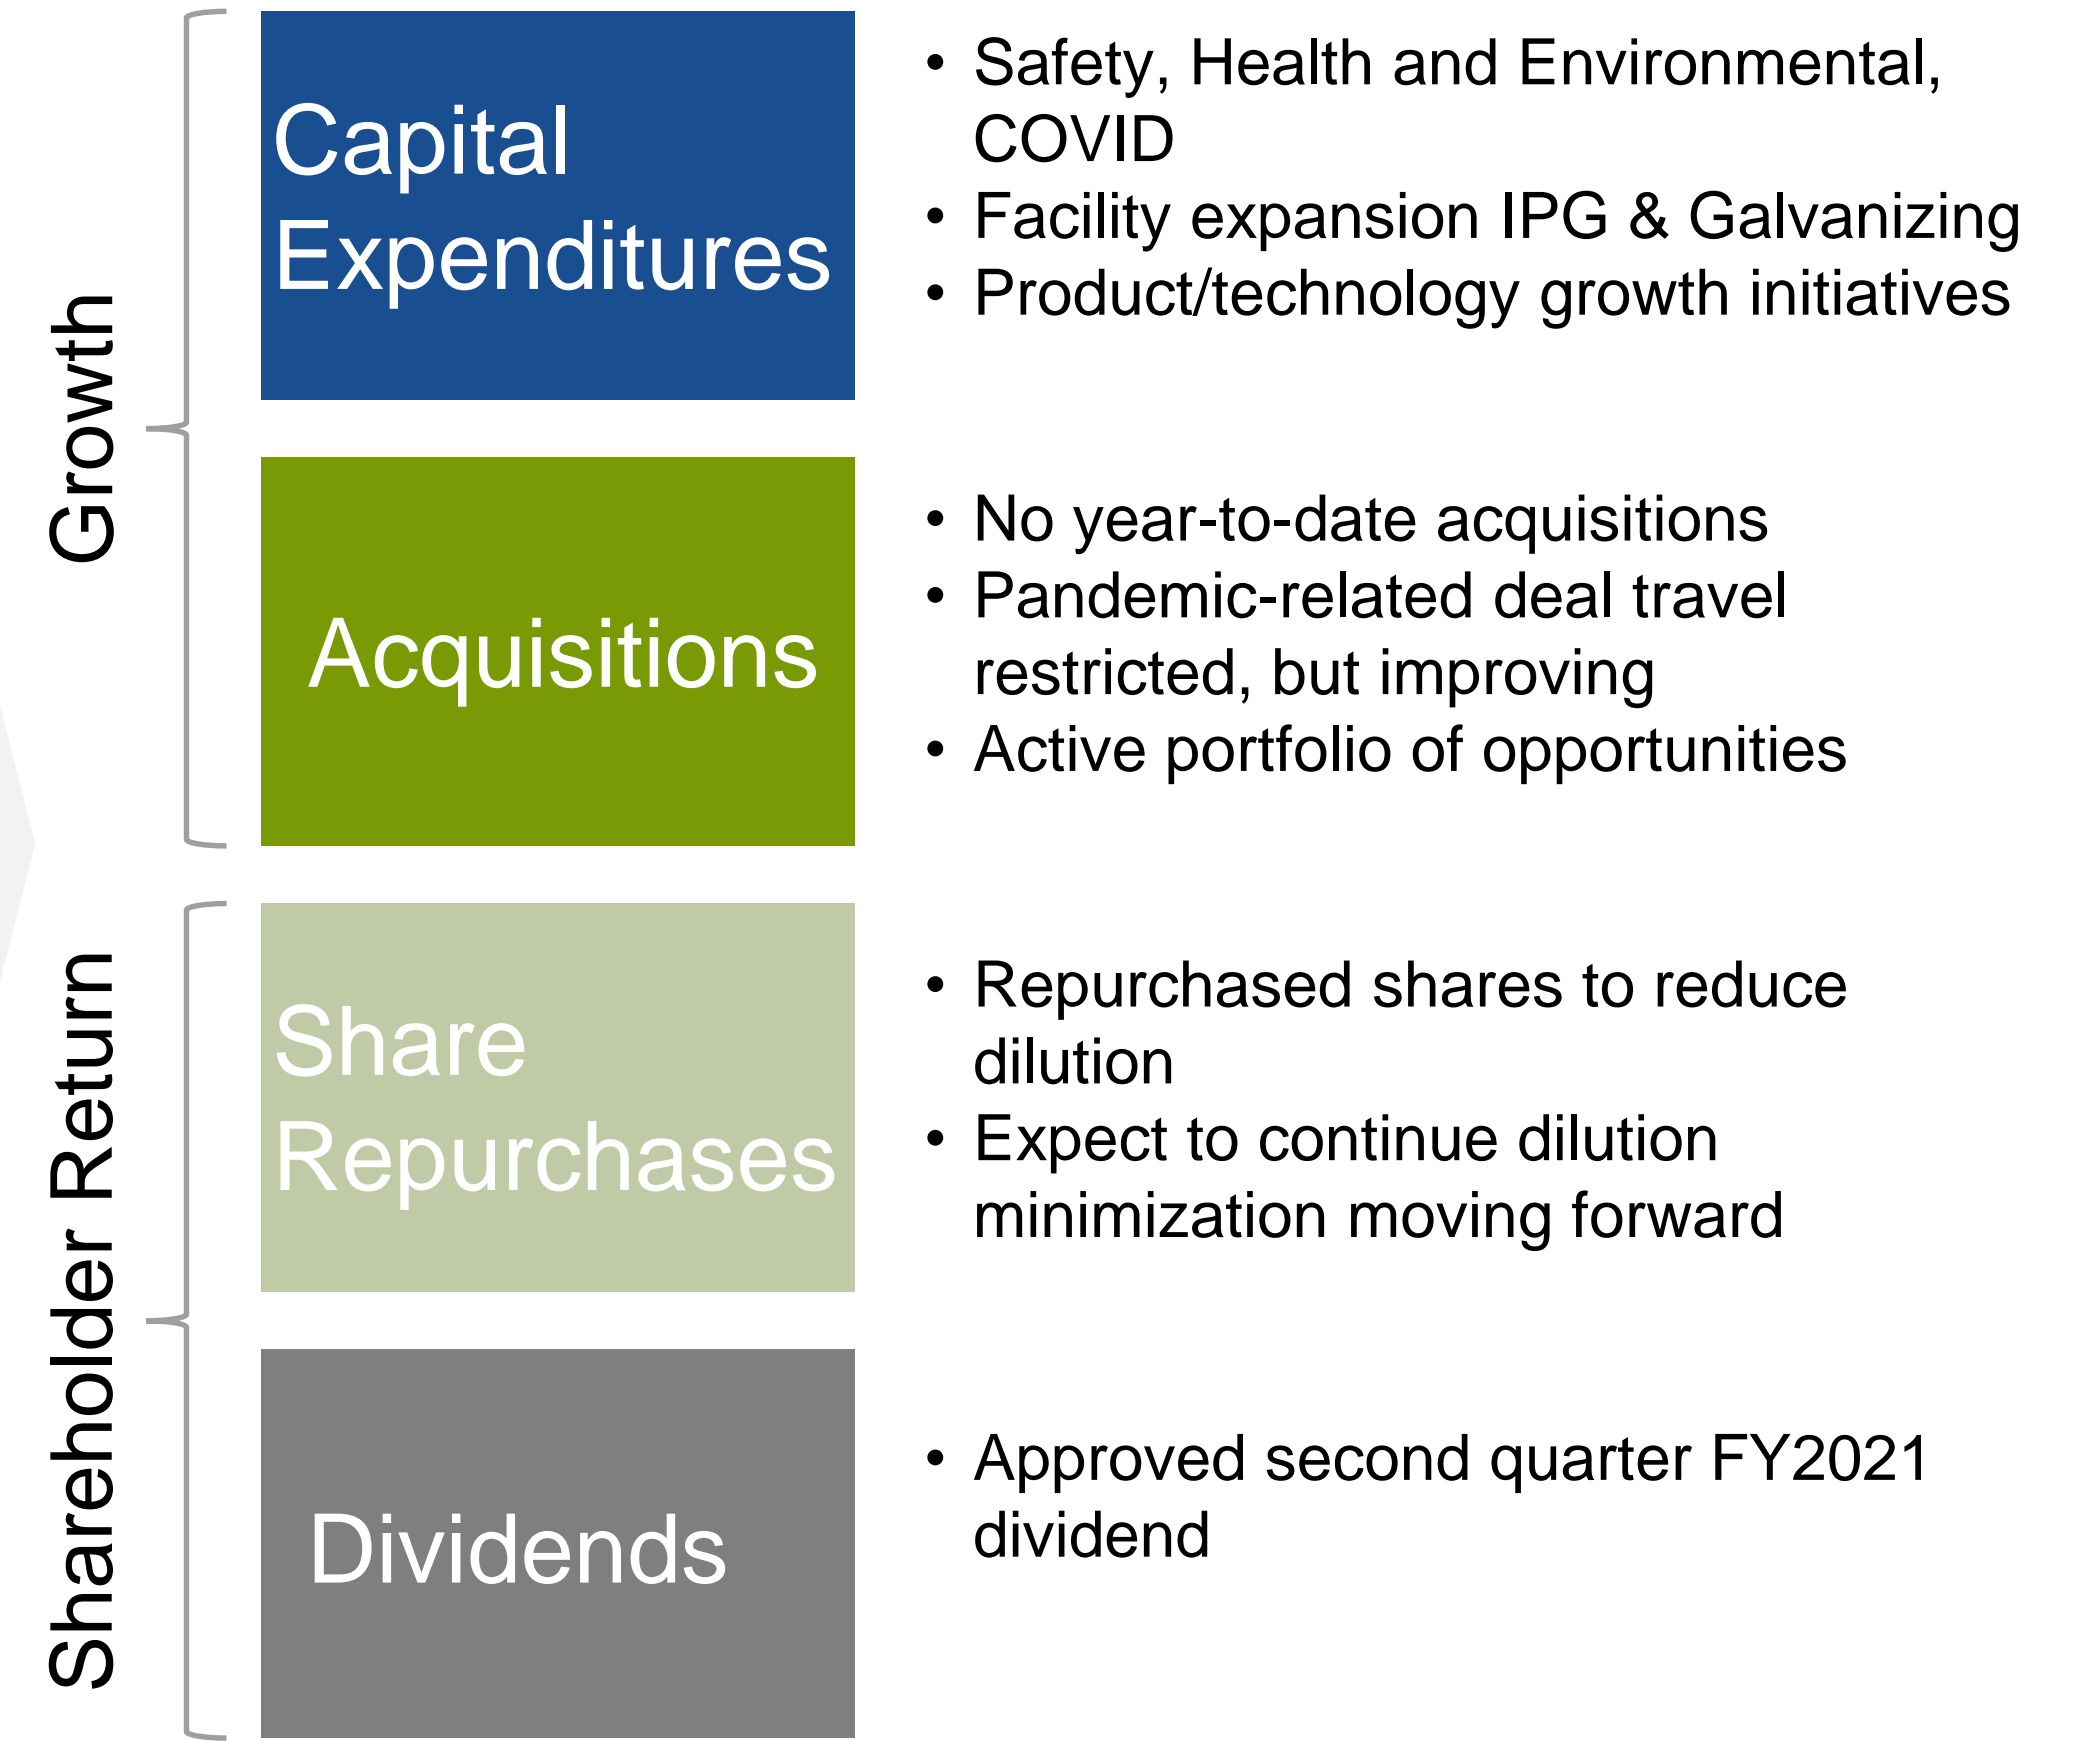 Growth
Capital
Expenditures
• Safety, Health and Environmental,
COVID
• Facility expansion IPG & Galvanizing
• Product/technology growth initiatives
Acquisitions
• No year-to-date acquisitions
• Pandemic-related deal travel
restricted, but improving
• Active portfolio of opportunities
Shareholder Return
Share
Repurchases
• Repurchased shares to reduce
dilution
• Expect to continue dilution
minimization moving forward
Dividends
• Approved second quarter FY2021
dividend